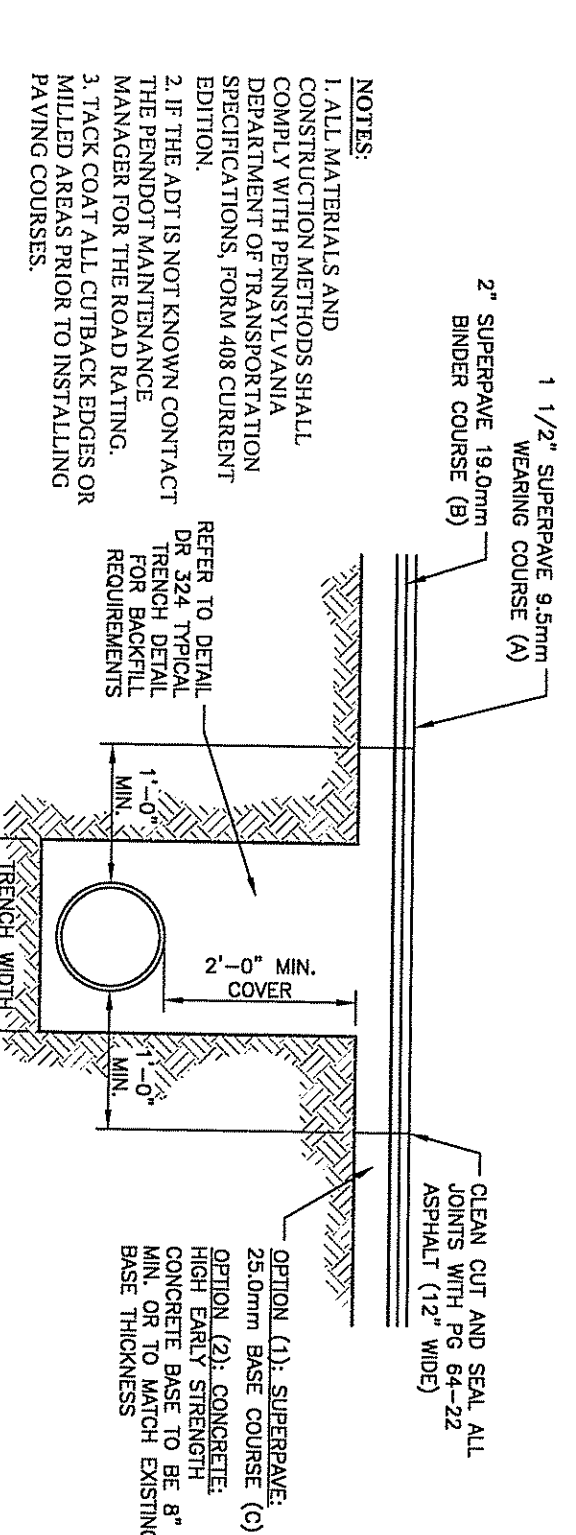 1 1/2" SUPERPAVE 9.5mm
WEARING COURSE (A)
2" SUPERPAVE 19.0mm
BINDER COURSE (B)
CLEAN CUT AND SEAL ALL
JOINTS WITH PG 64-22
ASPHALT (12" WIDE)
NOTES:
1. ALL MATERIALS AND
CONSTRUCTION METHODS SHALL
COMPLY WITH PENNSYLVANIA
DEPARTMENT OF TRANSPORTATION
SPECIFICATIONS, FORM 408 CURRENT
EDITION.
2. IF THE ADT IS NOT KNOWN CONTACT
THE PENNDOT MAINTENANCE
MANAGER FOR THE ROAD RATING.
3. TACK COAT ALL CUTBACK EDGES OR
MILLED AREAS PRIOR TO INSTALLING
PAVING COURSES.
REFER TO DETAIL
DR 324 TYPICAL
TRENCH DETAIL
FOR BACKFILL
REQUIREMENTS
1'-0"
MIN.
2'-0" MIN.
COVER
1'-0"
MIN.
TRENCH WIDTH
OPTION (1): SUPERPAVE:
25.0mm BASE COURSE (C)
OPTION (2): CONCRETE:
HIGH EARLY STRENGTH
CONCRETE BASE TO BE 8"
MIN. OR TO MATCH EXISTING
BASE THICKNESS